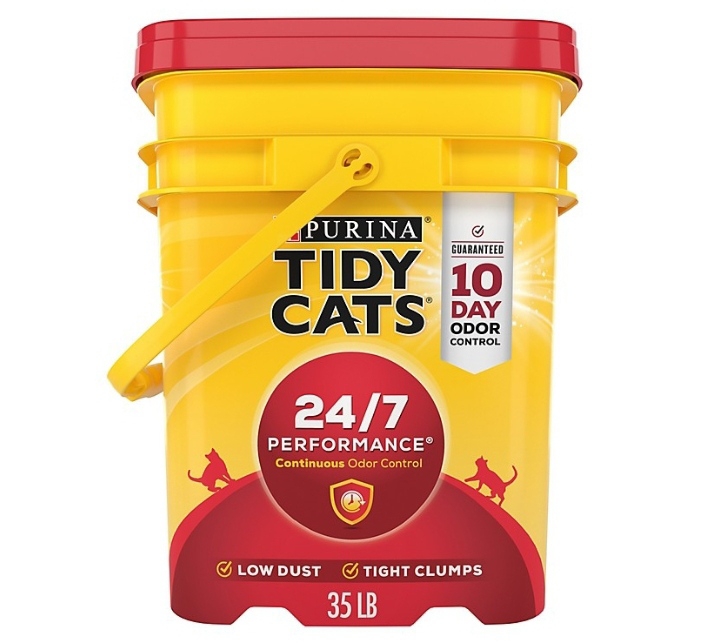 PURINA®
TIDY
CATS®
GUARANTEED
10
DAY
ODOR
CONTROL
24/7
PERFORMANCE®
Continuous Odor Control
LOW DUST TIGHT CLUMPS
35 LB